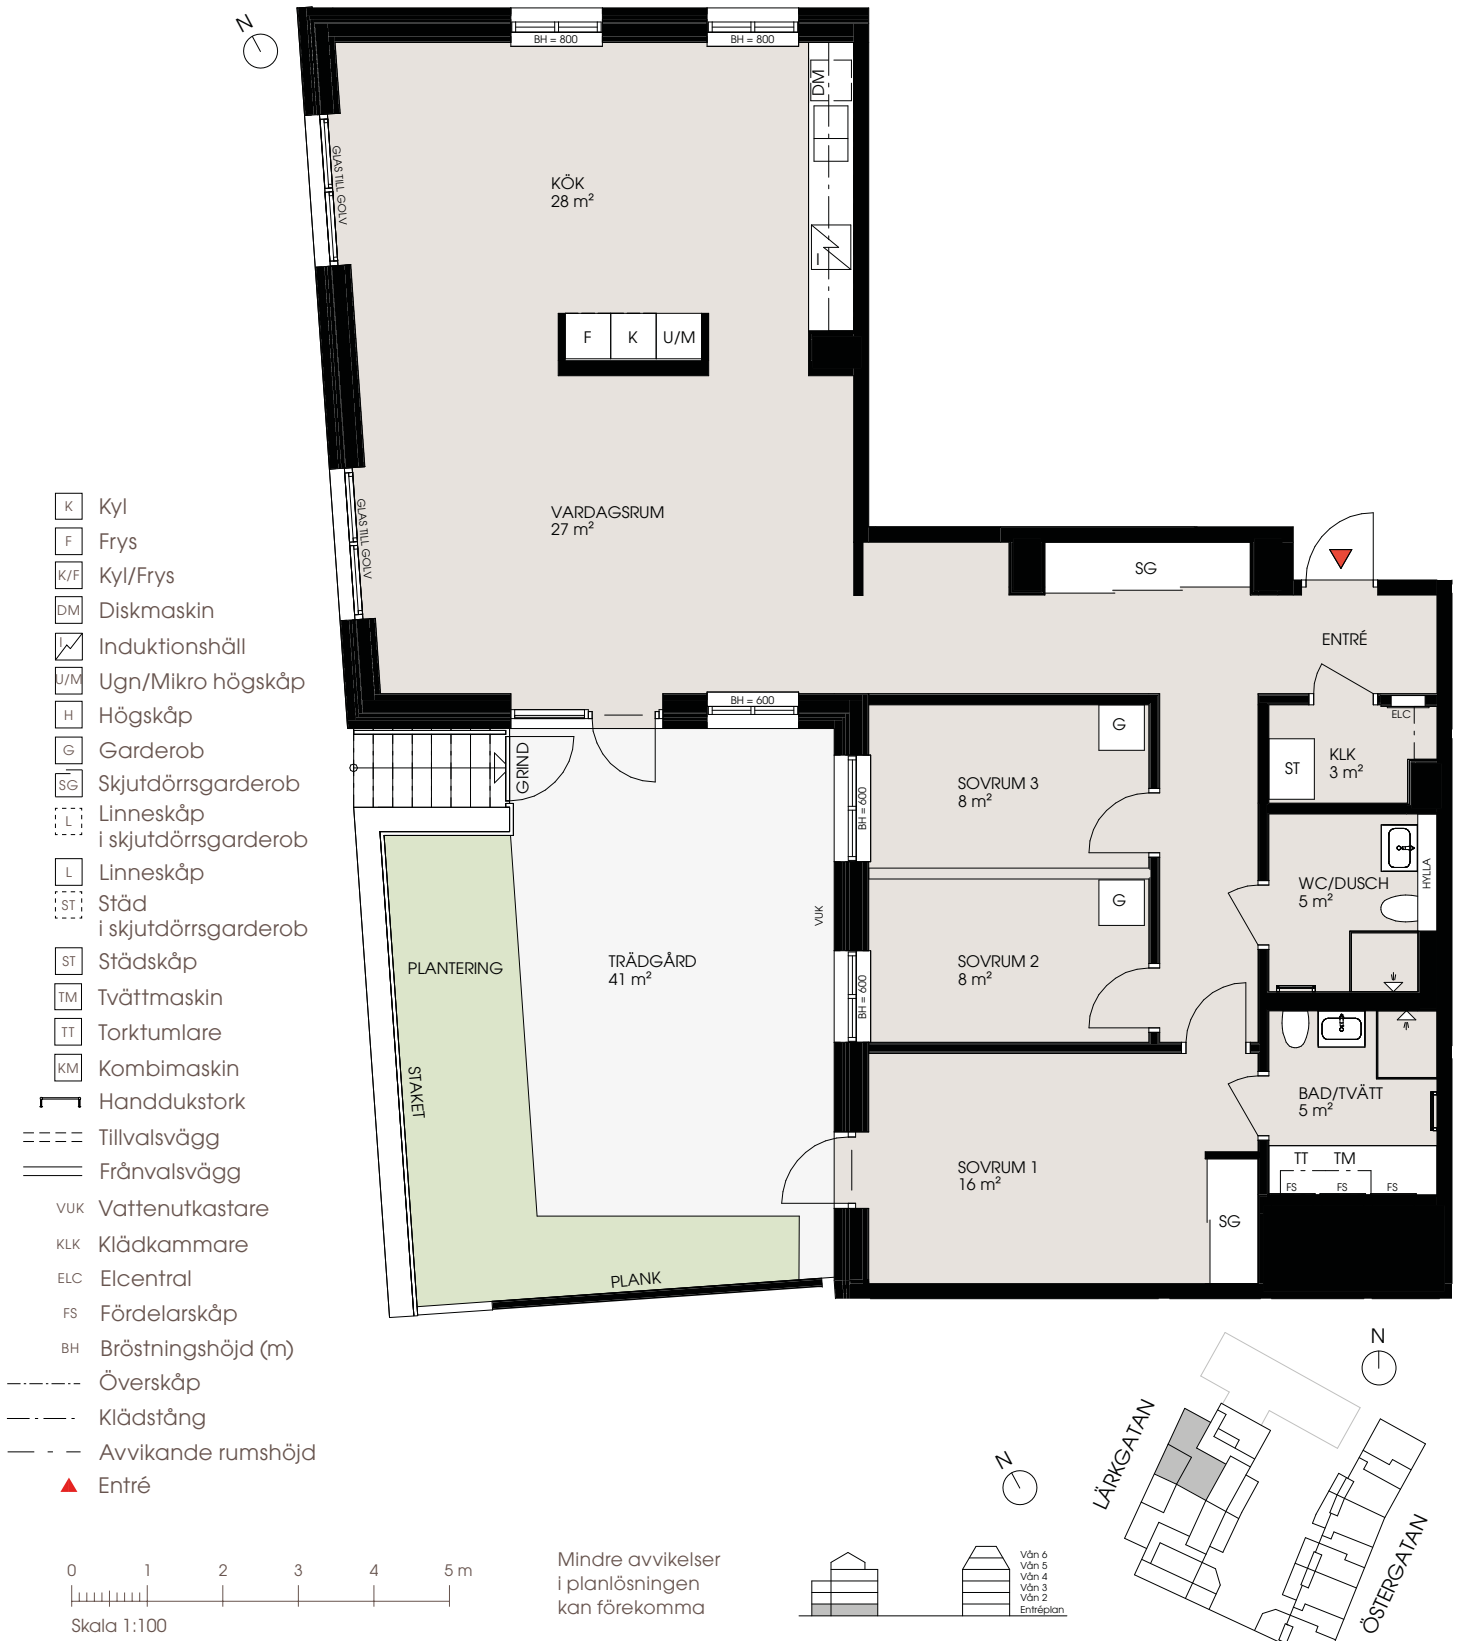 N
BH = 800
BH = 800
DM
GLAS TILL GOLV
KÖK
28 m²
F
K
U/M
GLAS TILL GOLV
VARDAGSRUM
27 m²
SG
ENTRÉ
BH = 600
ELC
G
KLK
3 m²
ST
GRIND
SOVRUM 3
8 m²
BH = 600
HYLLA
WC/DUSCH
5 m²
G
VUK
PLANTERING
TRÄDGÅRD
41 m²
SOVRUM 2
8 m²
BH = 600
STAKET
BAD/TVÄTT
5 m²
TT
TM
FS
FS
FS
SOVRUM 1
16 m²
SG
PLANK
K Kyl
F Frys
K/F Kyl/Frys
DM Diskmaskin
I Induktionshäll
U/M Ugn/Mikro högskåp
H Högskåp
G Garderob
SG Skjutdörrsgarderob
L Linneskåp
i skjutdörrsgarderob
L Linneskåp
ST Städ
i skjutdörrsgarderob
ST Städskåp
TM Tvättmaskin
TT Torktumlare
KM Kombimaskin
Handdukstork
Tillvalsvägg
Frånvalsvägg
VUK Vattenutkastare
KLK Klädkammare
ELC Elcentral
FS Fördelarskåp
BH Bröstningshöjd (m)
Överskåp
Klädstång
Avvikande rumshöjd
Entré
0 1 2 3 4 5 m
Skala 1:100
Mindre avvikelser
i planlösningen
kan förekomma
N
Vån 6
Vån 5
Vån 4
Vån 3
Vån 2
Entréplan
N
LÄRKGATAN
ÖSTERGATAN